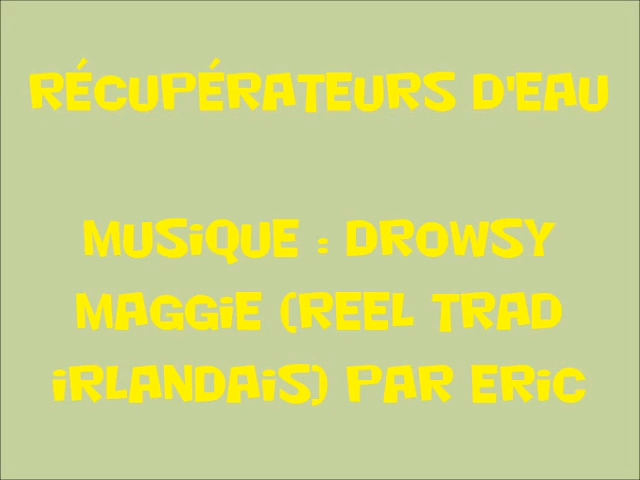 RÉCUPÉRATEURS D'EAU
MUSiQUE : DROWSY
MAGGiE (REEL TRAD
iRLANDAiS) PAR ERiC